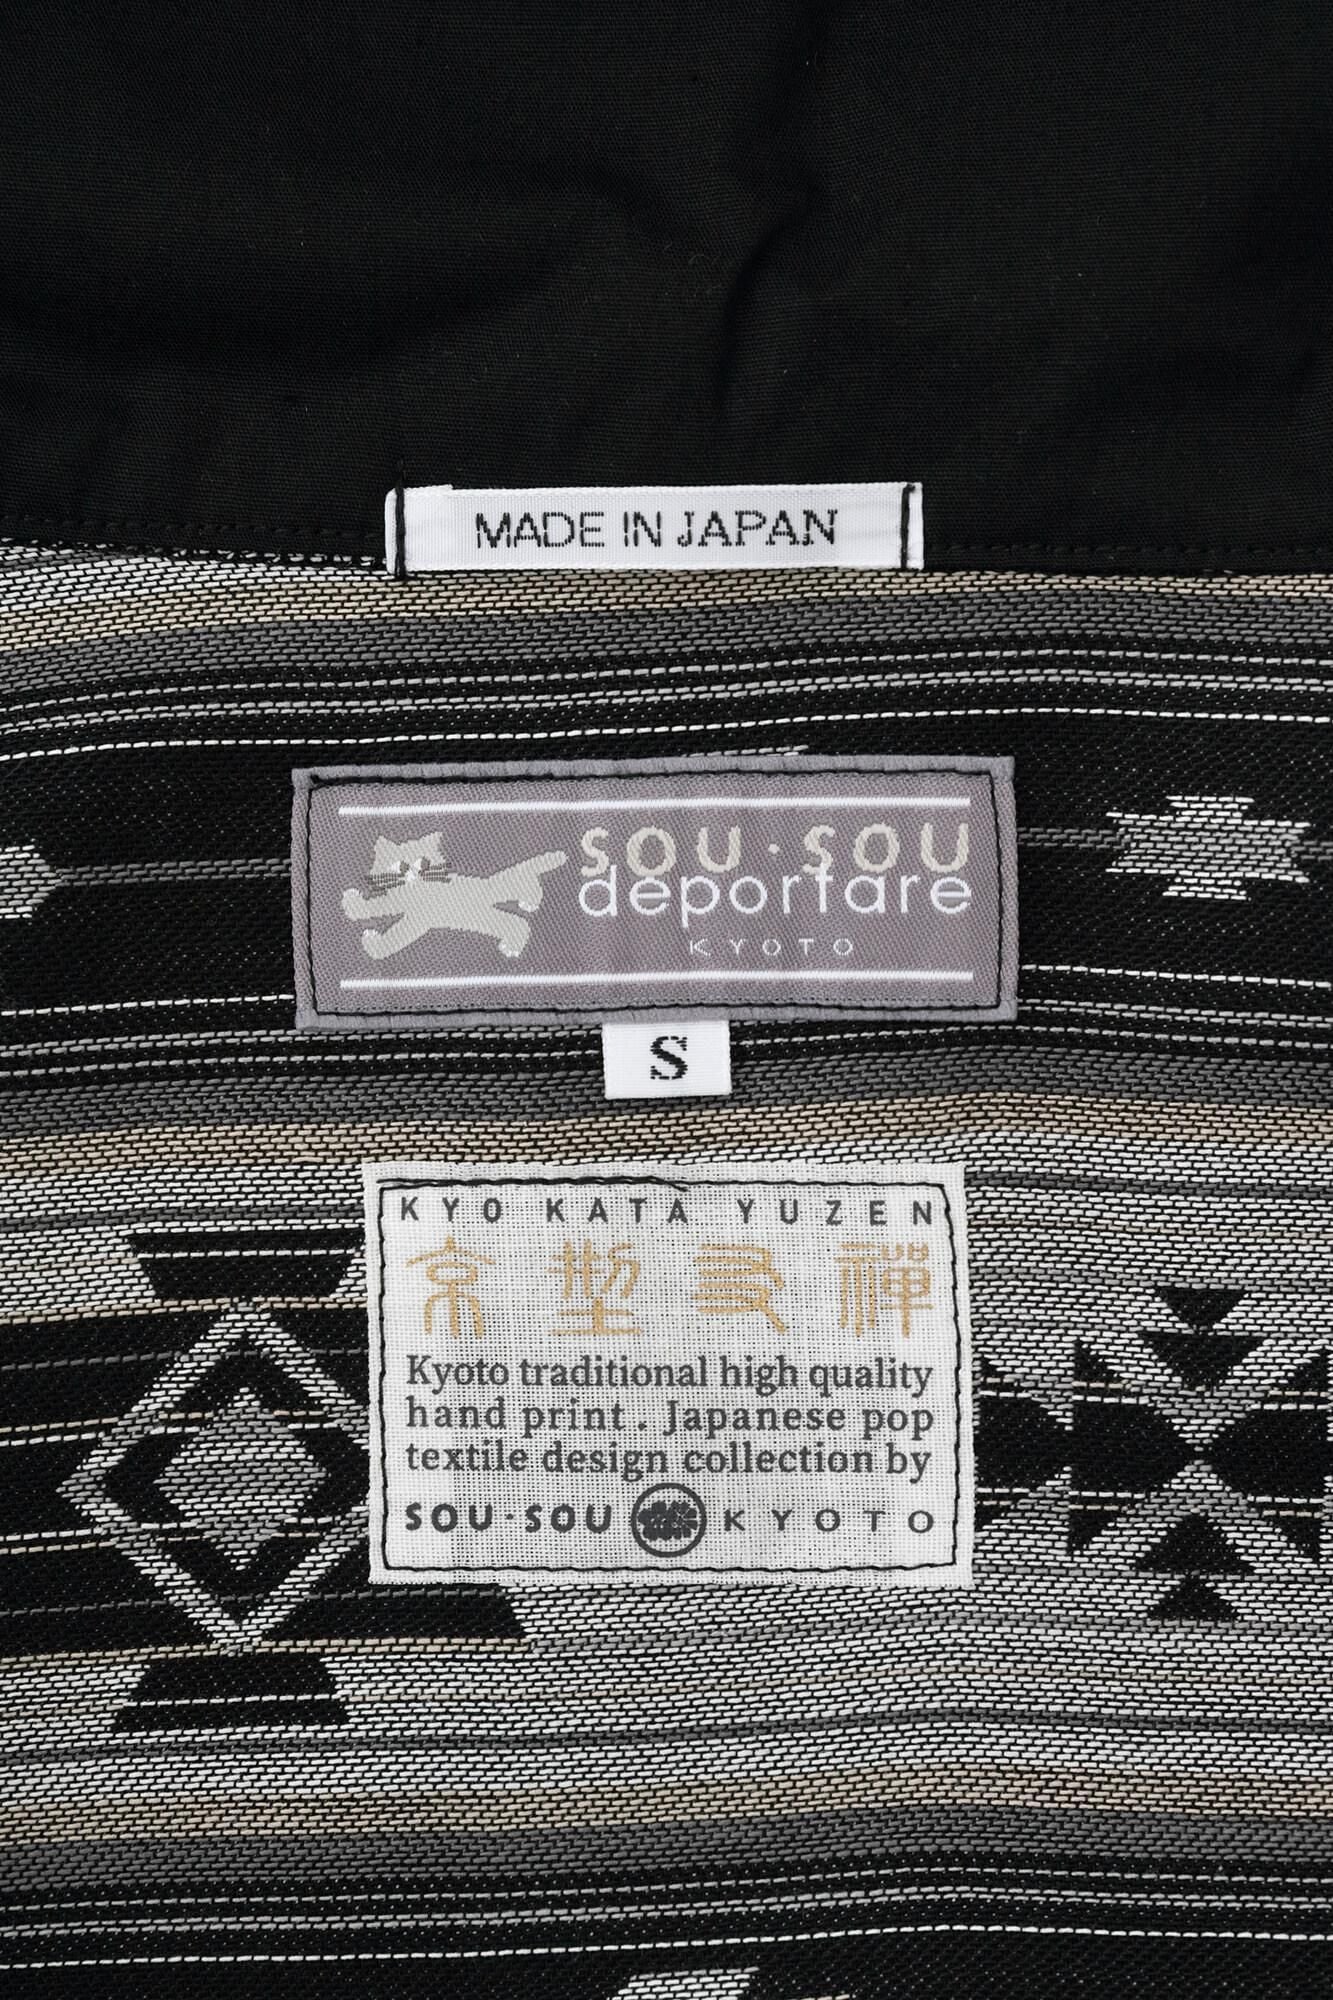 MADE IN JAPAN
SOU・SOU
deportare
KYOTO
S
KYO KATA YUZEN
京型友禅
Kyoto traditional high quality
hand print . Japanese pop
textile design collection by
SOU・SOU KYOTO